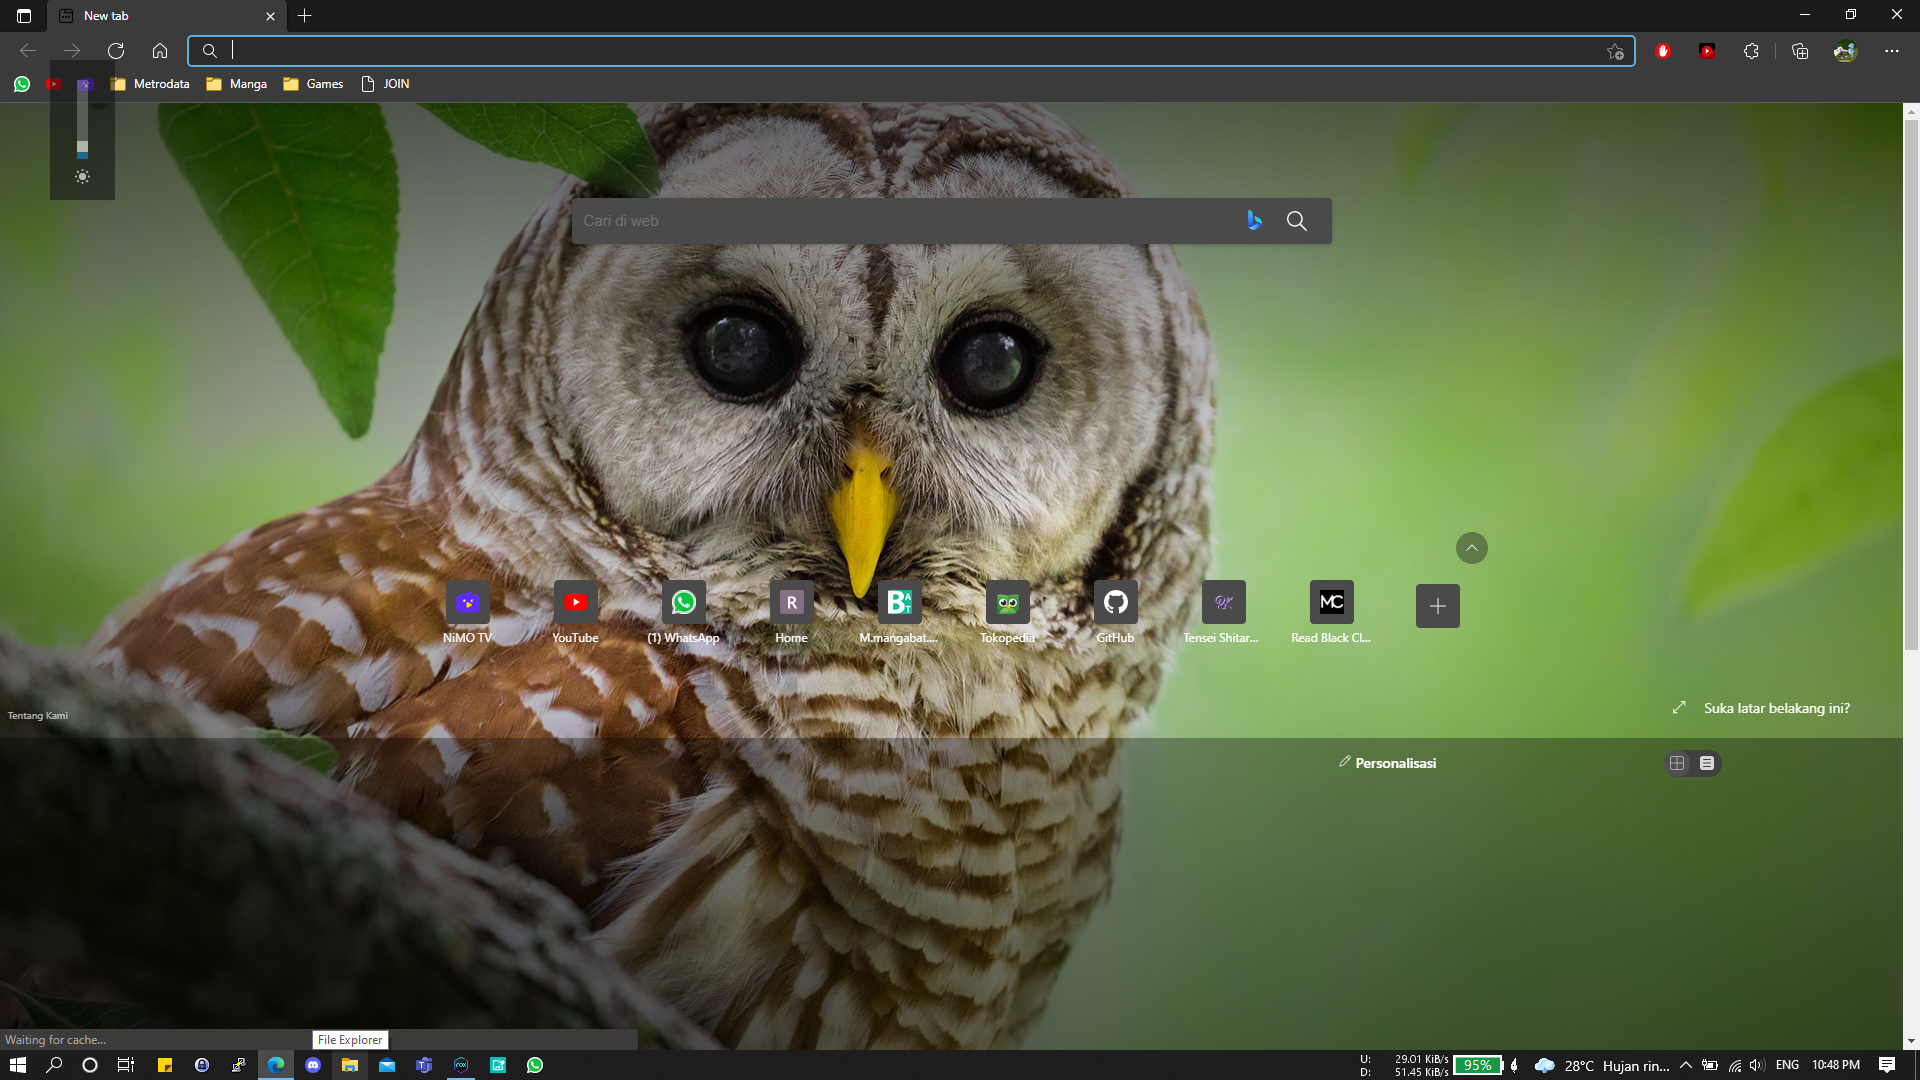 New tab
Metrodata
Manga
Games
JOIN
Cari di web
NiMO TV
YouTube
(1) WhatsApp
R
Home
BAT
M.mangabat....
Tokopedia
GitHub
Tensei Shitar...
MC
Read Black Cl...
Tentang Kami
Suka latar belakang ini?
Personalisasi
Waiting for cache...
File Explorer
U: 29.01 KiB/s
D: 51.45 KiB/s
95%
28°C Hujan rin...
ENG
10:48 PM